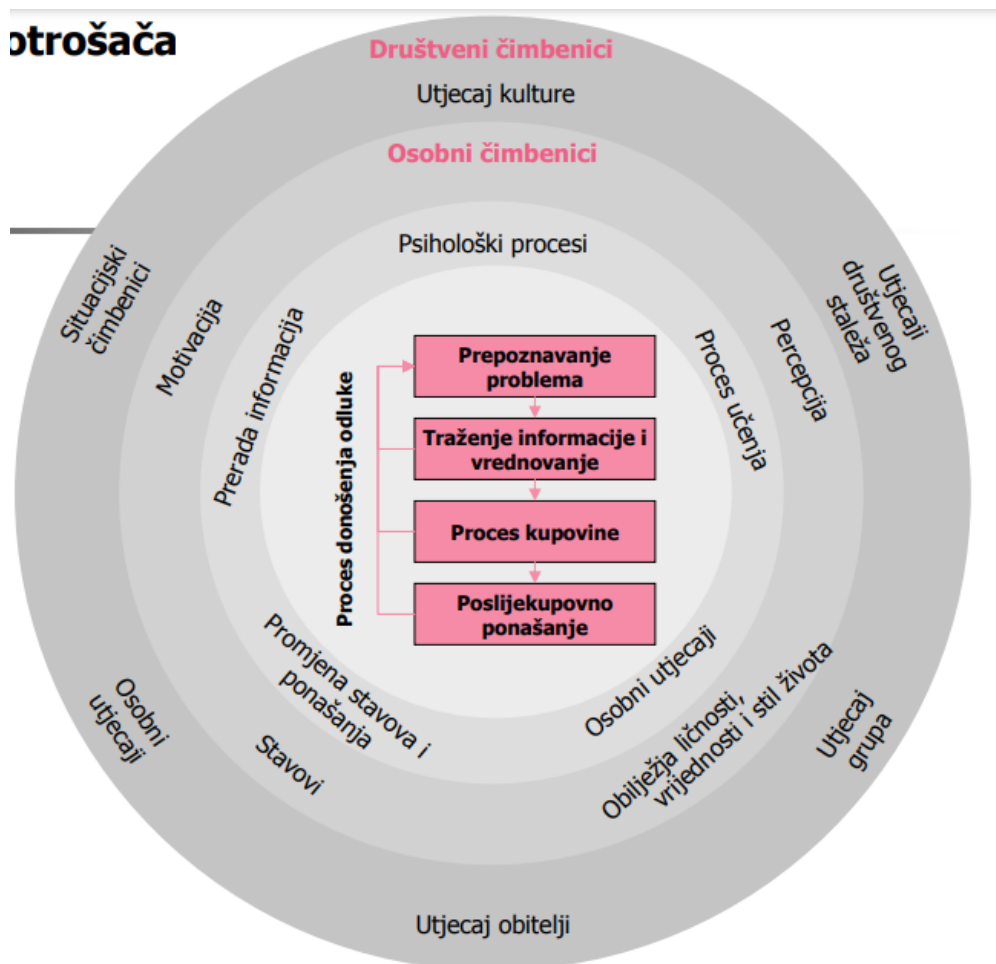 otrošača
Društveni čimbenici
Utjecaj kulture
Osobni čimbenici
Psihološki procesi
Situacijski
čimbenici
Motivacija
Prerada informacija
Proces donošenja odluke
Prepoznavanje
problema
Traženje informacije i
vrednovanje
Proces kupovine
Poslijekupovno
ponašanje
Proces učenja
Percepcija
Utjecaji
društvenog
staleža
Osobni
utjecaji
Stavovi
Promjena stavova i
ponašanja
Osobni utjecaji
Obilježja ličnosti,
vrijednosti i stil života
Utjecaj
grupa
Utjecaj obitelji